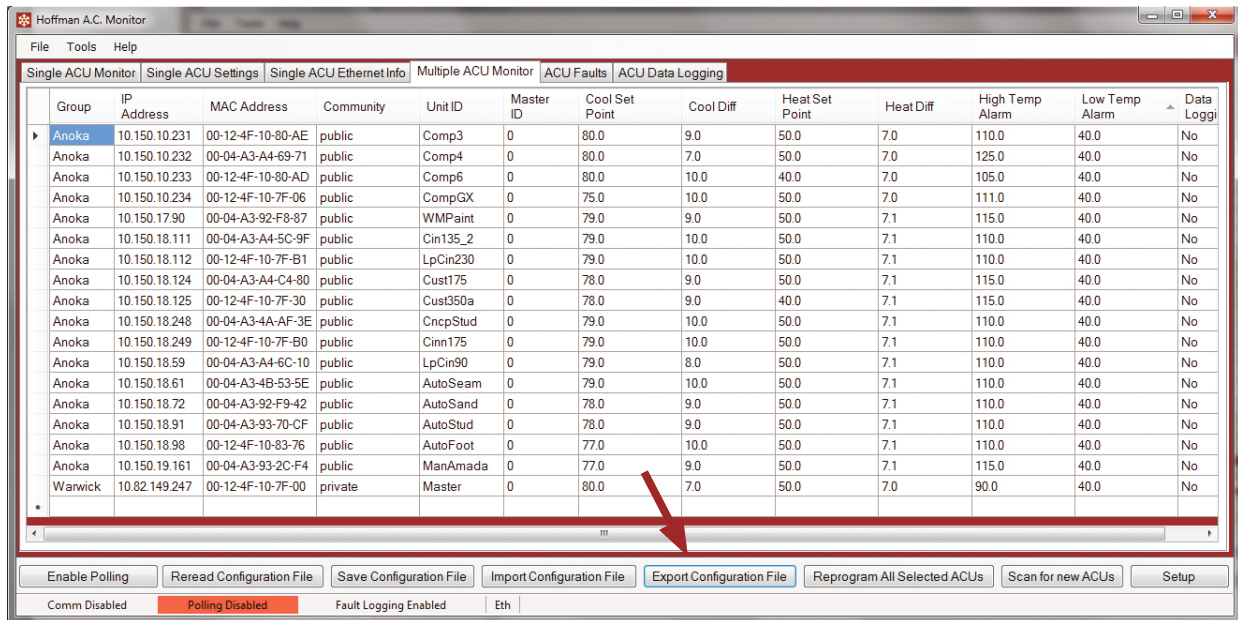 Hoffman A.C. Monitor
File Tools Help
Single ACU Monitor Single ACU Settings Single ACU Ethernet Info Multiple ACU Monitor ACU Faults ACU Data Logging
Group IP Address MAC Address Community Unit ID Master ID Cool Set Point Cool Diff Heat Set Point Heat Diff High Temp Alarm Low Temp Alarm Data Loggi
Anoka 10.150.10.231 00-12-4F-10-80-AE public Comp3 0 80.0 9.0 50.0 7.0 110.0 40.0 No
Anoka 10.150.10.232 00-04-A3-A4-69-71 public Comp4 0 80.0 7.0 50.0 7.0 125.0 40.0 No
Anoka 10.150.10.233 00-12-4F-10-80-AD public Comp6 0 80.0 10.0 40.0 7.0 105.0 40.0 No
Anoka 10.150.10.234 00-12-4F-10-7F-06 public CompGX 0 75.0 10.0 50.0 7.0 111.0 40.0 No
Anoka 10.150.17.90 00-04-A3-92-F8-87 public WMPaint 0 79.0 9.0 50.0 7.1 115.0 40.0 No
Anoka 10.150.18.111 00-04-A3-A4-5C-9F public Cin135_2 0 79.0 10.0 50.0 7.1 110.0 40.0 No
Anoka 10.150.18.112 00-12-4F-10-7F-B1 public LpCin230 0 79.0 10.0 50.0 7.1 110.0 40.0 No
Anoka 10.150.18.124 00-04-A3-A4-C4-80 public Cust175 0 78.0 9.0 50.0 7.1 115.0 40.0 No
Anoka 10.150.18.125 00-12-4F-10-7F-30 public Cust350a 0 78.0 9.0 40.0 7.1 115.0 40.0 No
Anoka 10.150.18.248 00-04-A3-4A-AF-3E public CncpStud 0 79.0 10.0 50.0 7.1 110.0 40.0 No
Anoka 10.150.18.249 00-12-4F-10-7F-B0 public Cinn175 0 79.0 10.0 50.0 7.1 110.0 40.0 No
Anoka 10.150.18.59 00-04-A3-A4-6C-10 public LpCin90 0 79.0 8.0 50.0 7.1 110.0 40.0 No
Anoka 10.150.18.61 00-04-A3-4B-53-5E public AutoSeam 0 79.0 10.0 50.0 7.1 110.0 40.0 No
Anoka 10.150.18.72 00-04-A3-92-F9-42 public AutoSand 0 78.0 9.0 50.0 7.1 110.0 40.0 No
Anoka 10.150.18.91 00-04-A3-93-70-CF public AutoStud 0 78.0 9.0 50.0 7.1 110.0 40.0 No
Anoka 10.150.18.98 00-12-4F-10-83-76 public AutoFoot 0 77.0 10.0 50.0 7.1 110.0 40.0 No
Anoka 10.150.19.161 00-04-A3-93-2C-F4 public ManAmada 0 77.0 9.0 50.0 7.1 115.0 40.0 No
Warwick 10.82.149.247 00-12-4F-10-7F-00 private Master 0 80.0 7.0 50.0 7.0 90.0 40.0 No
*
Enable Polling Reread Configuration File Save Configuration File Import Configuration File Export Configuration File Reprogram All Selected ACUs Scan for new ACUs Setup
Comm Disabled Polling Disabled Fault Logging Enabled Eth